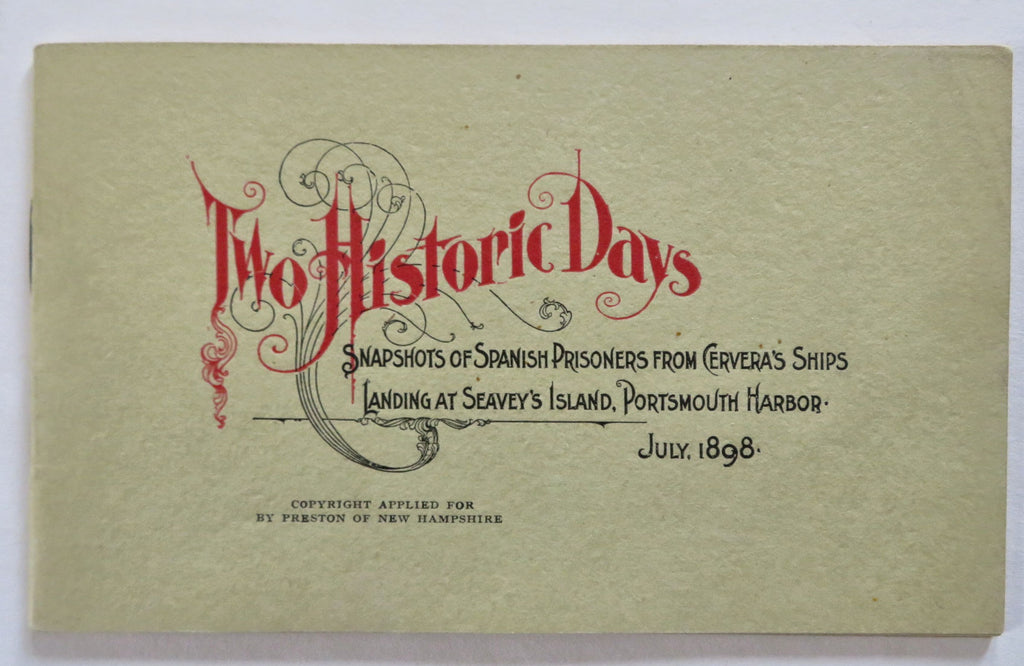 Two Historic Days
Snapshots of Spanish Prisoners from Cervera's Ships
Landing at Seavey's Island, Portsmouth Harbor.
July, 1898.
COPYRIGHT APPLIED FOR
BY PRESTON OF NEW HAMPSHIRE